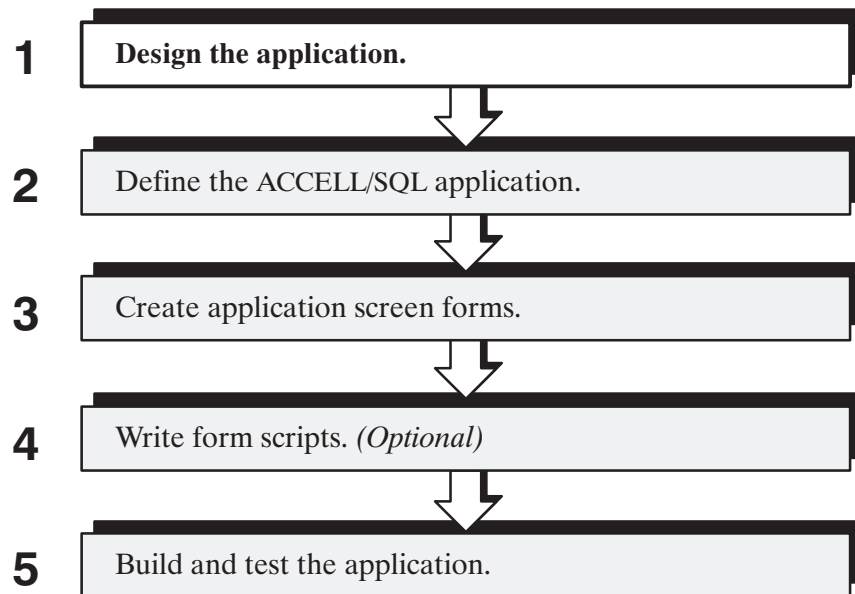 1 Design the application.
2 Define the ACCELL/SQL application.
3 Create application screen forms.
4 Write form scripts. (Optional)
5 Build and test the application.